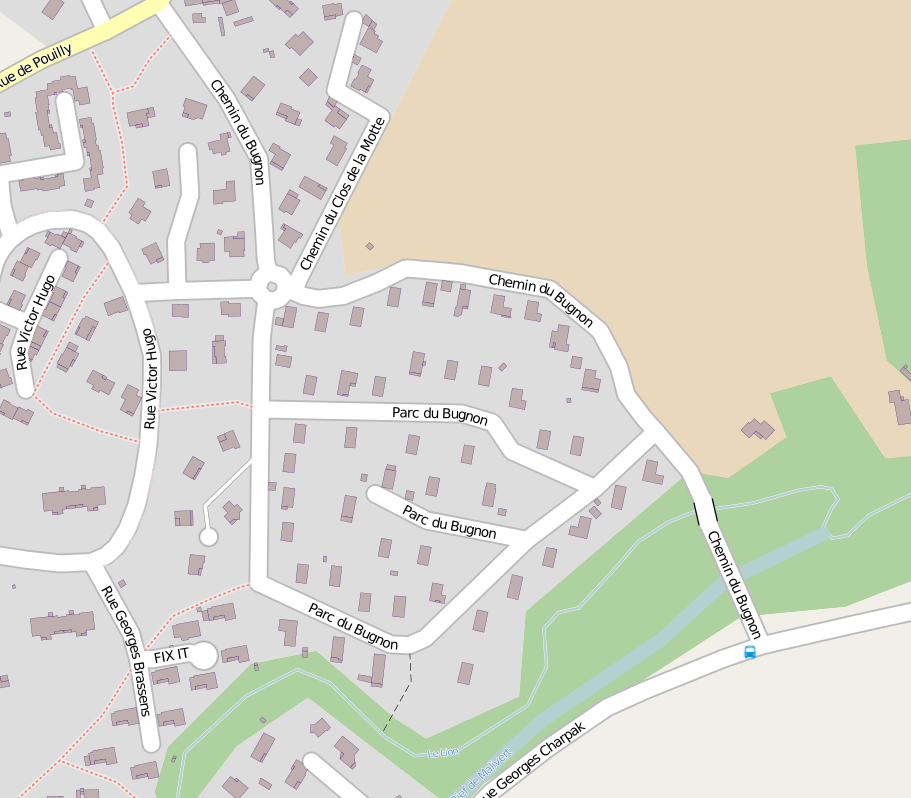 Rue de Pouilly
Chemin du Bugnon
Chemin du Clos de la Motte
Rue Victor Hugo
Chemin du Bugnon
Rue Victor Hugo
Parc du Bugnon
Parc du Bugnon
Chemin du Bugnon
Rue Georges Brassens
Parc du Bugnon
FIX IT
Le Lion
de Malivert
Rue Georges Charpak